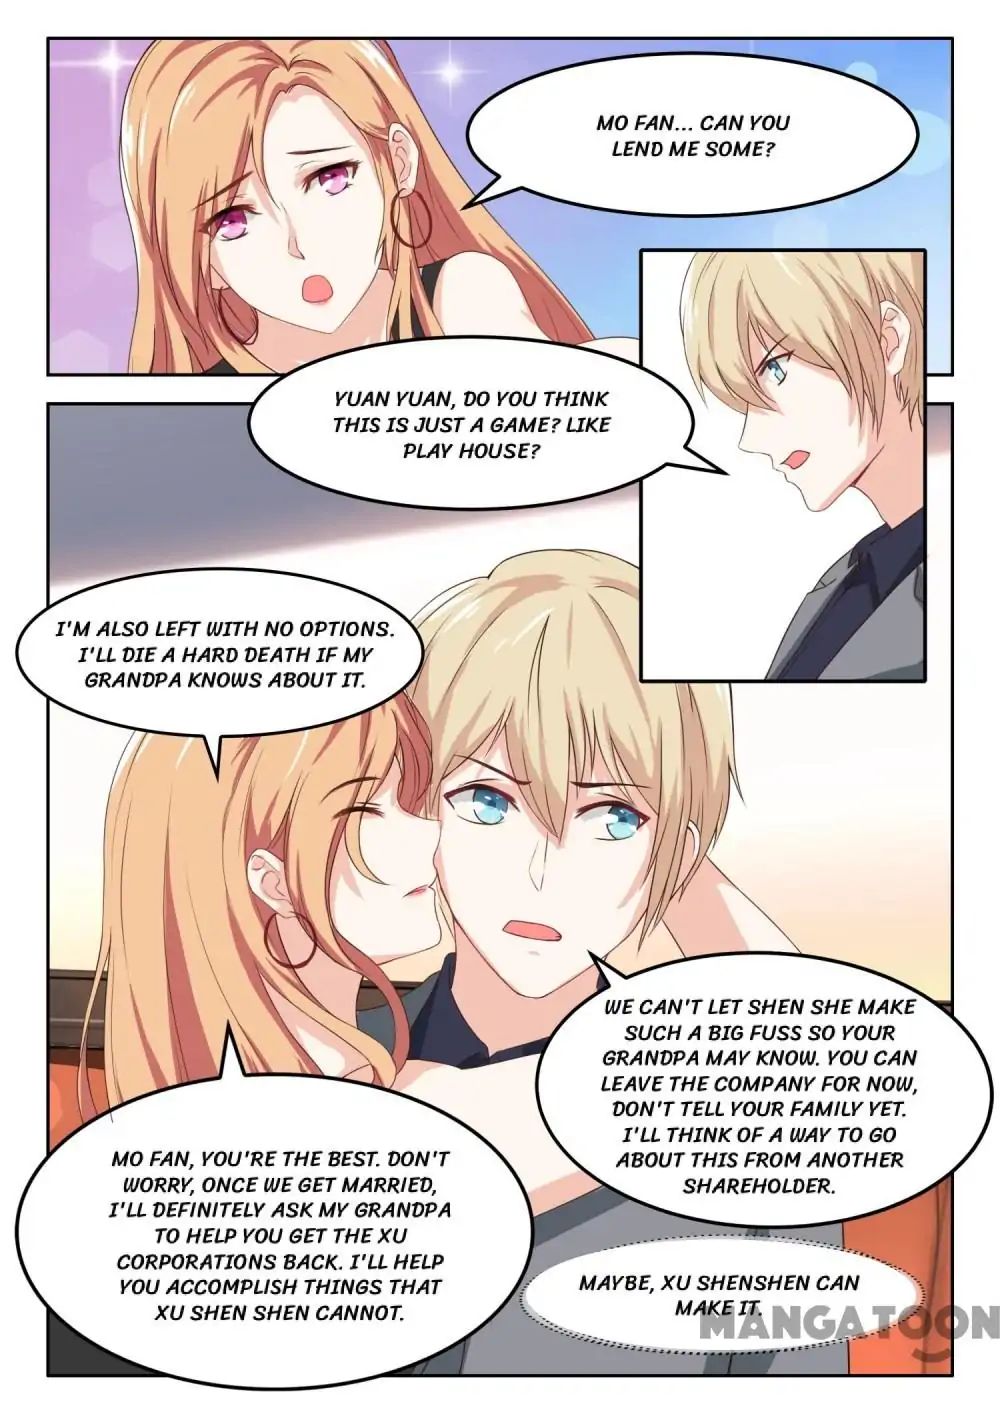 MO FAN... CAN YOU
LEND ME SOME?
YUAN YUAN, DO YOU THINK
THIS IS JUST A GAME? LIKE
PLAY HOUSE?
I'M ALSO LEFT WITH NO OPTIONS.
I'LL DIE A HARD DEATH IF MY
GRANDPA KNOWS ABOUT IT.
WE CAN'T LET SHEN SHE MAKE
SUCH A BIG FUSS SO YOUR
GRANDPA MAY KNOW. YOU CAN
LEAVE THE COMPANY FOR NOW,
DON'T TELL YOUR FAMILY YET.
I'LL THINK OF A WAY TO GO
ABOUT THIS FROM ANOTHER
SHAREHOLDER.
MO FAN, YOU'RE THE BEST. DON'T
WORRY, ONCE WE GET MARRIED,
I'LL DEFINITELY ASK MY GRANDPA
TO HELP YOU GET THE XU
CORPORATIONS BACK. I'LL HELP
YOU ACCOMPLISH THINGS THAT
XU SHEN SHEN CANNOT.
MAYBE, XU SHENSHEN CAN
MAKE IT.
MANGATOON